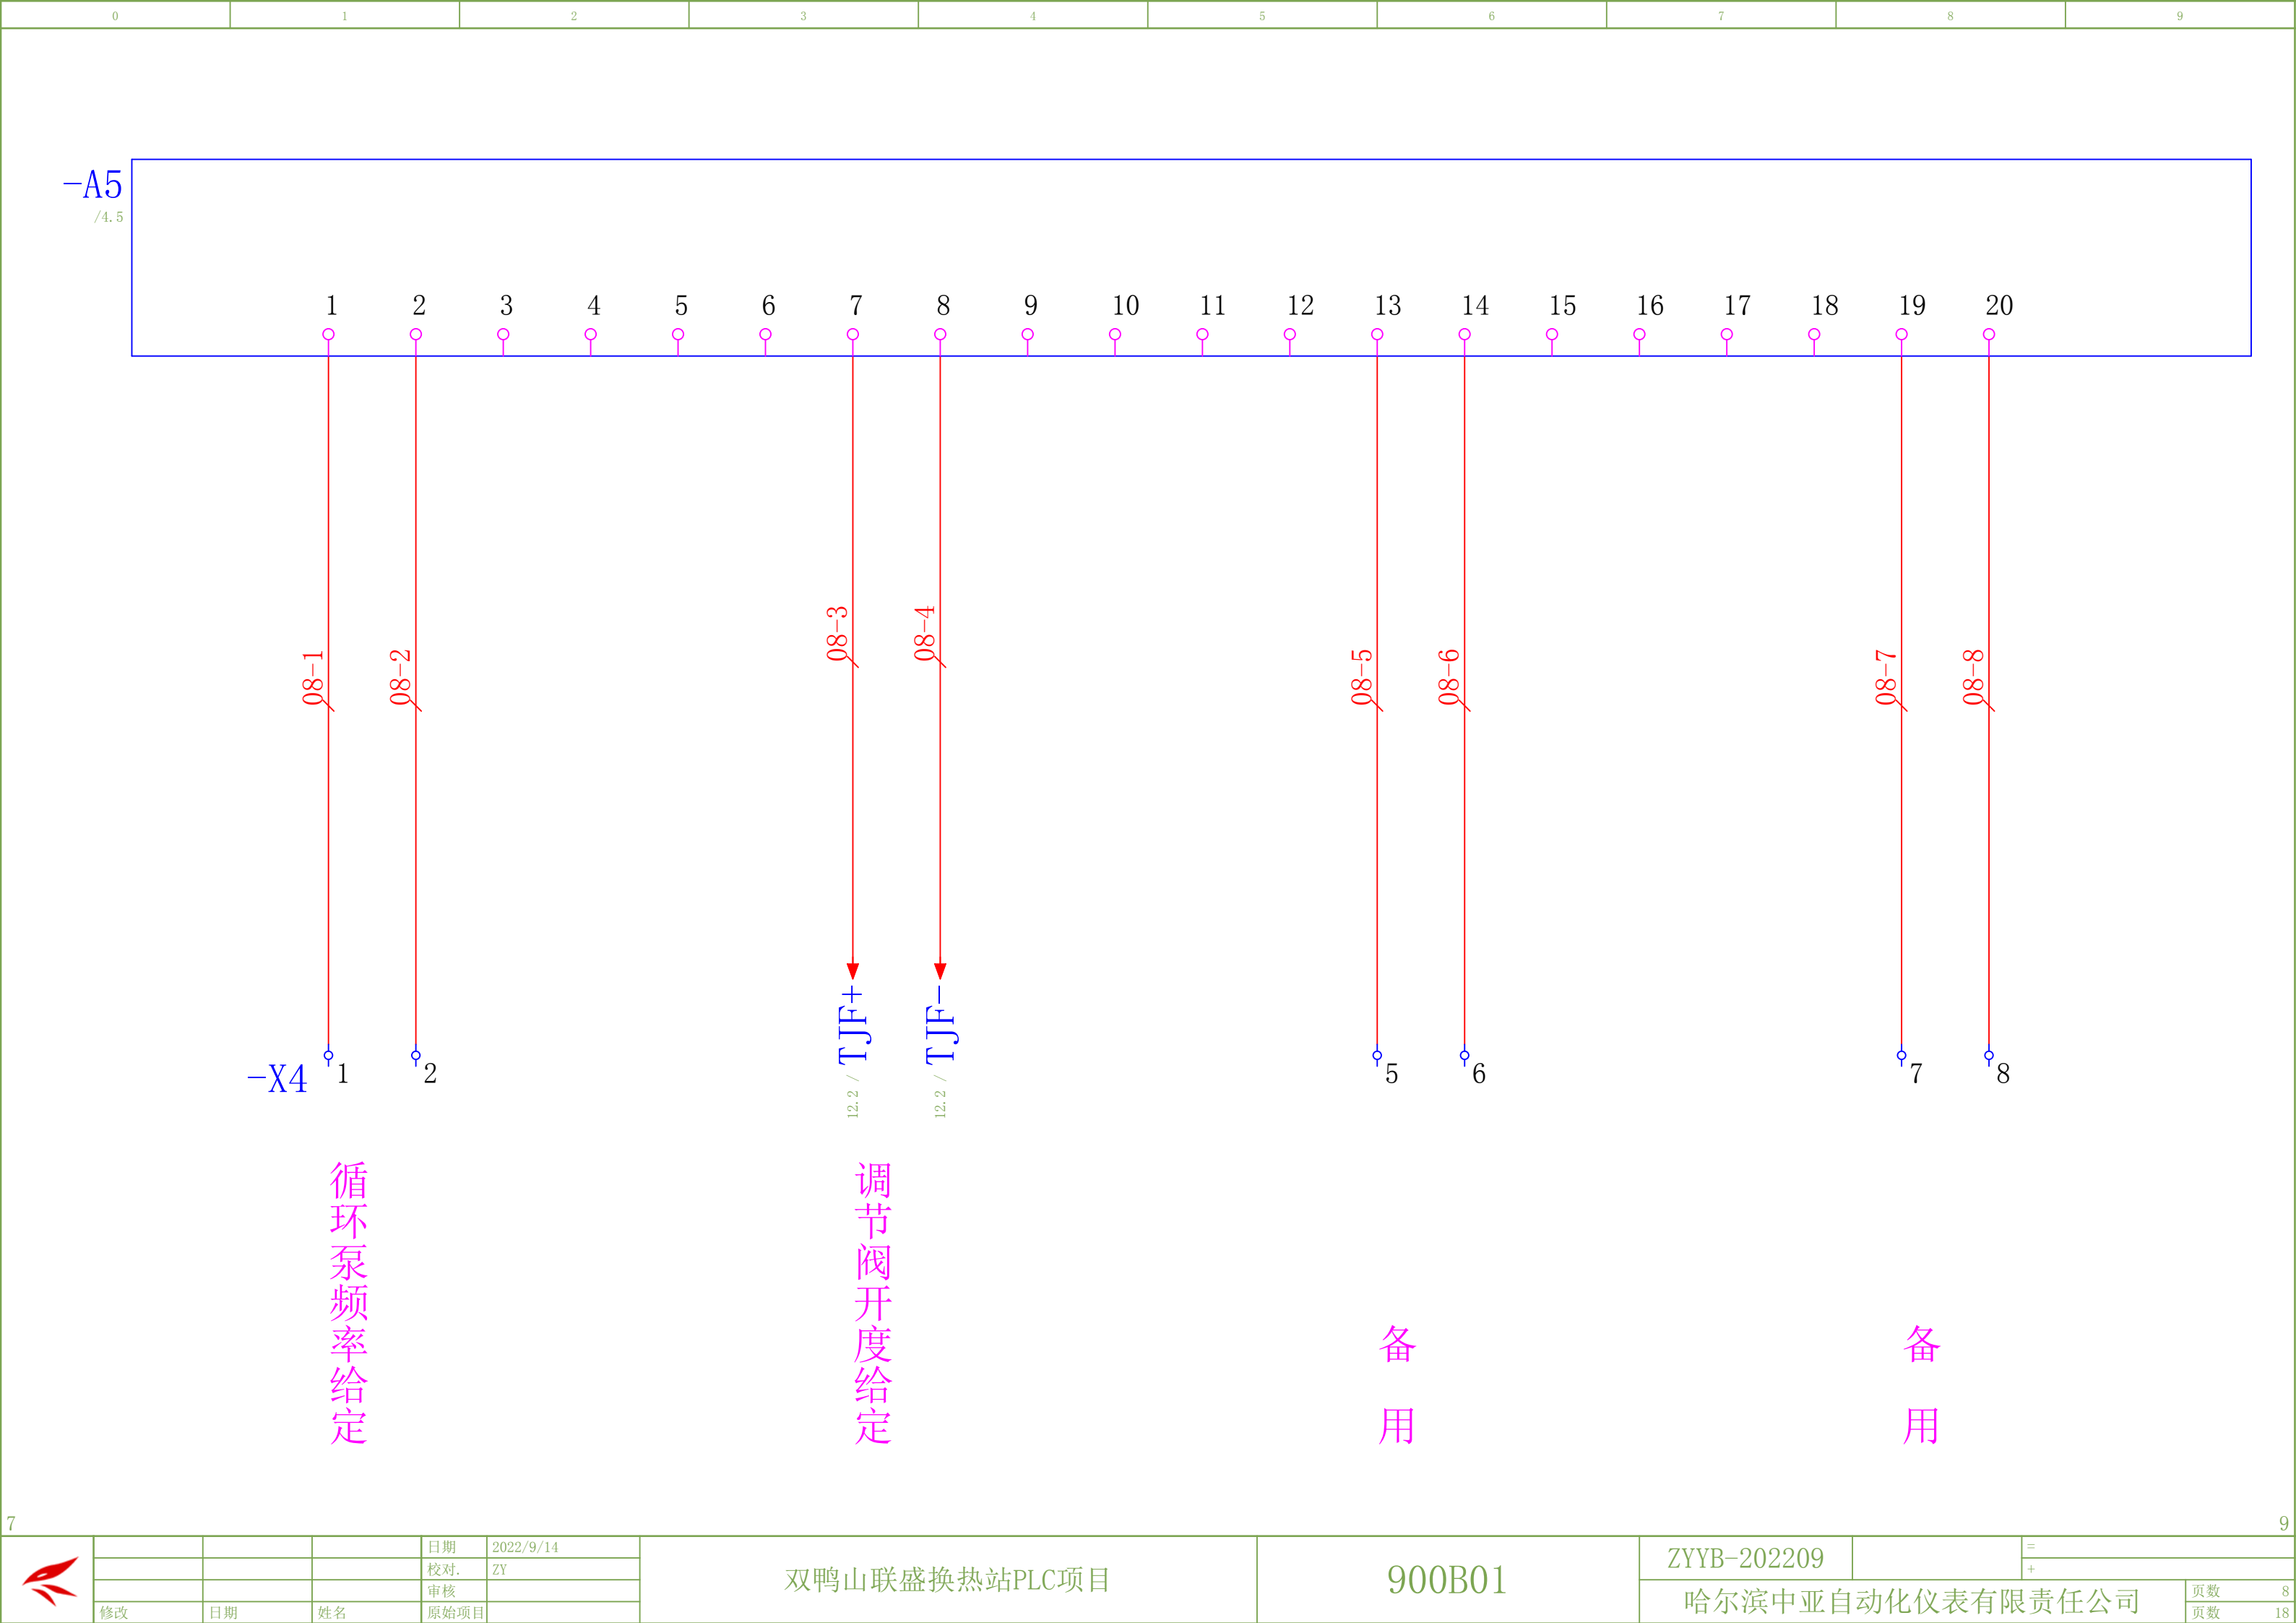 0 1 2 3 4 5 6 7 8 9
-A5
/4.5
1 2 3 4 5 6 7 8 9 10 11 12 13 14 15 16 17 18 19 20
08-1
08-2
08-3
08-4
08-5
08-6
08-7
08-8
TJF+
TJF-
12.2 /
12.2 /
-X4
1 2 5 6 7 8
循环泵频率给定
调节阀开度给定
备用
备用
7
9
日期 2022/9/14
校对. ZY
审核
修改 日期 姓名 原始项目
双鸭山联盛换热站PLC项目
900B01
ZYYB-202209
=
+
哈尔滨中亚自动化仪表有限责任公司
页数 8
页数 18